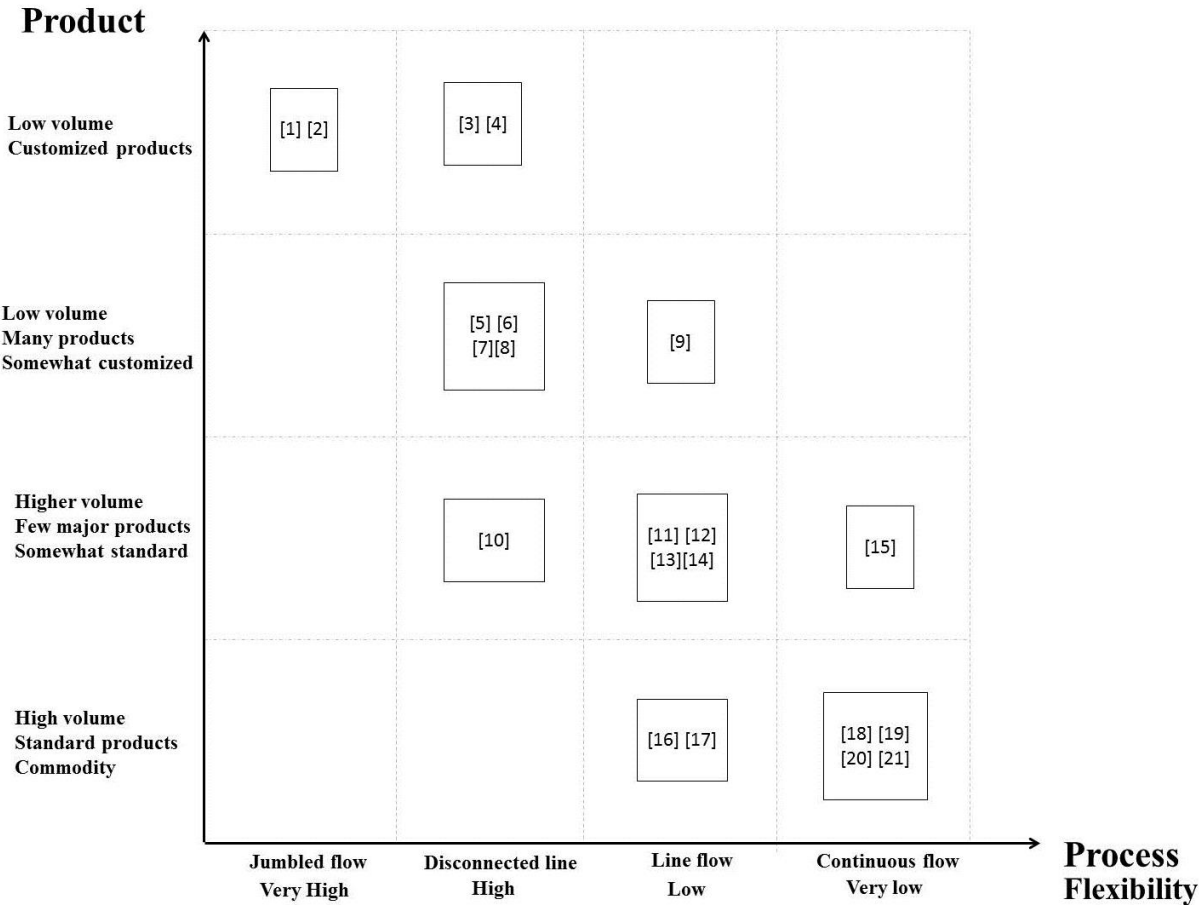 Product
Low volume
Customized products
[1] [2]
[3] [4]
Low volume
Many products
Somewhat customized
[5] [6]
[7][8]
[9]
Higher volume
Few major products
Somewhat standard
[10]
[11] [12]
[13][14]
[15]
High volume
Standard products
Commodity
[16] [17]
[18] [19]
[20] [21]
Jumbled flow
Very High
Disconnected line
High
Line flow
Low
Continuous flow
Very low
Process
Flexibility